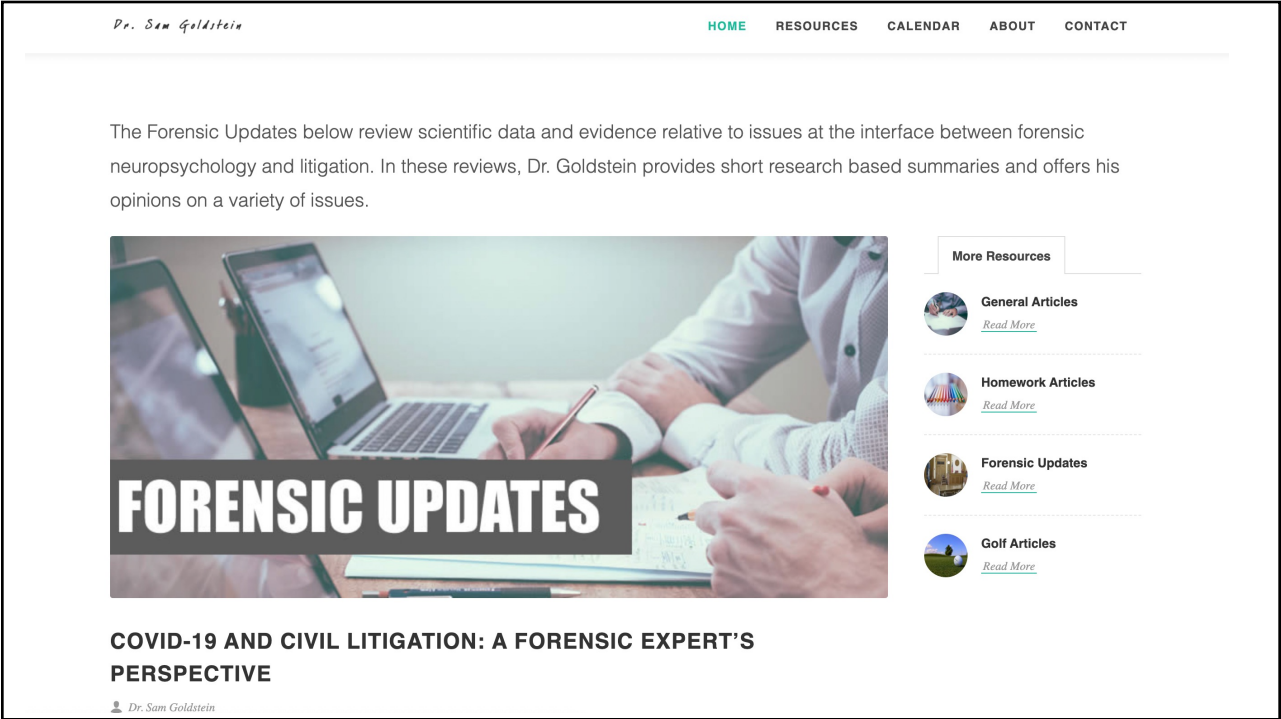 Dr. Sam Goldstein
HOME RESOURCES CALENDAR ABOUT CONTACT
The Forensic Updates below review scientific data and evidence relative to issues at the interface between forensic
neuropsychology and litigation. In these reviews, Dr. Goldstein provides short research based summaries and offers his
opinions on a variety of issues.
FORENSIC UPDATES
More Resources
General Articles
Read More
Homework Articles
Read More
Forensic Updates
Read More
Golf Articles
Read More
COVID-19 AND CIVIL LITIGATION: A FORENSIC EXPERT’S
PERSPECTIVE
Dr. Sam Goldstein